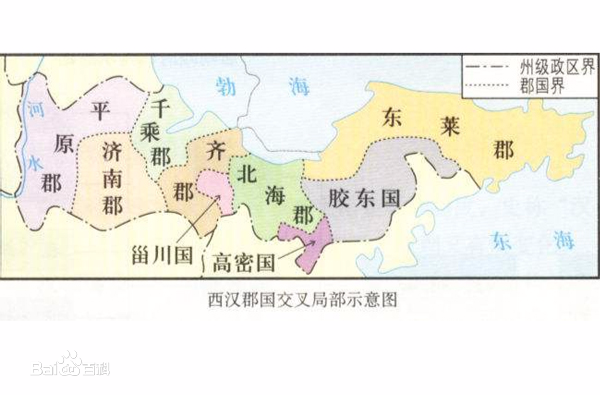 州级政区界
郡国界
渤海
河水
平原郡
济南郡
千乘郡
齐郡
北海郡
东莱郡
胶东国
甾川国
高密国
东海
西汉郡国交叉局部示意图
Baidu百科